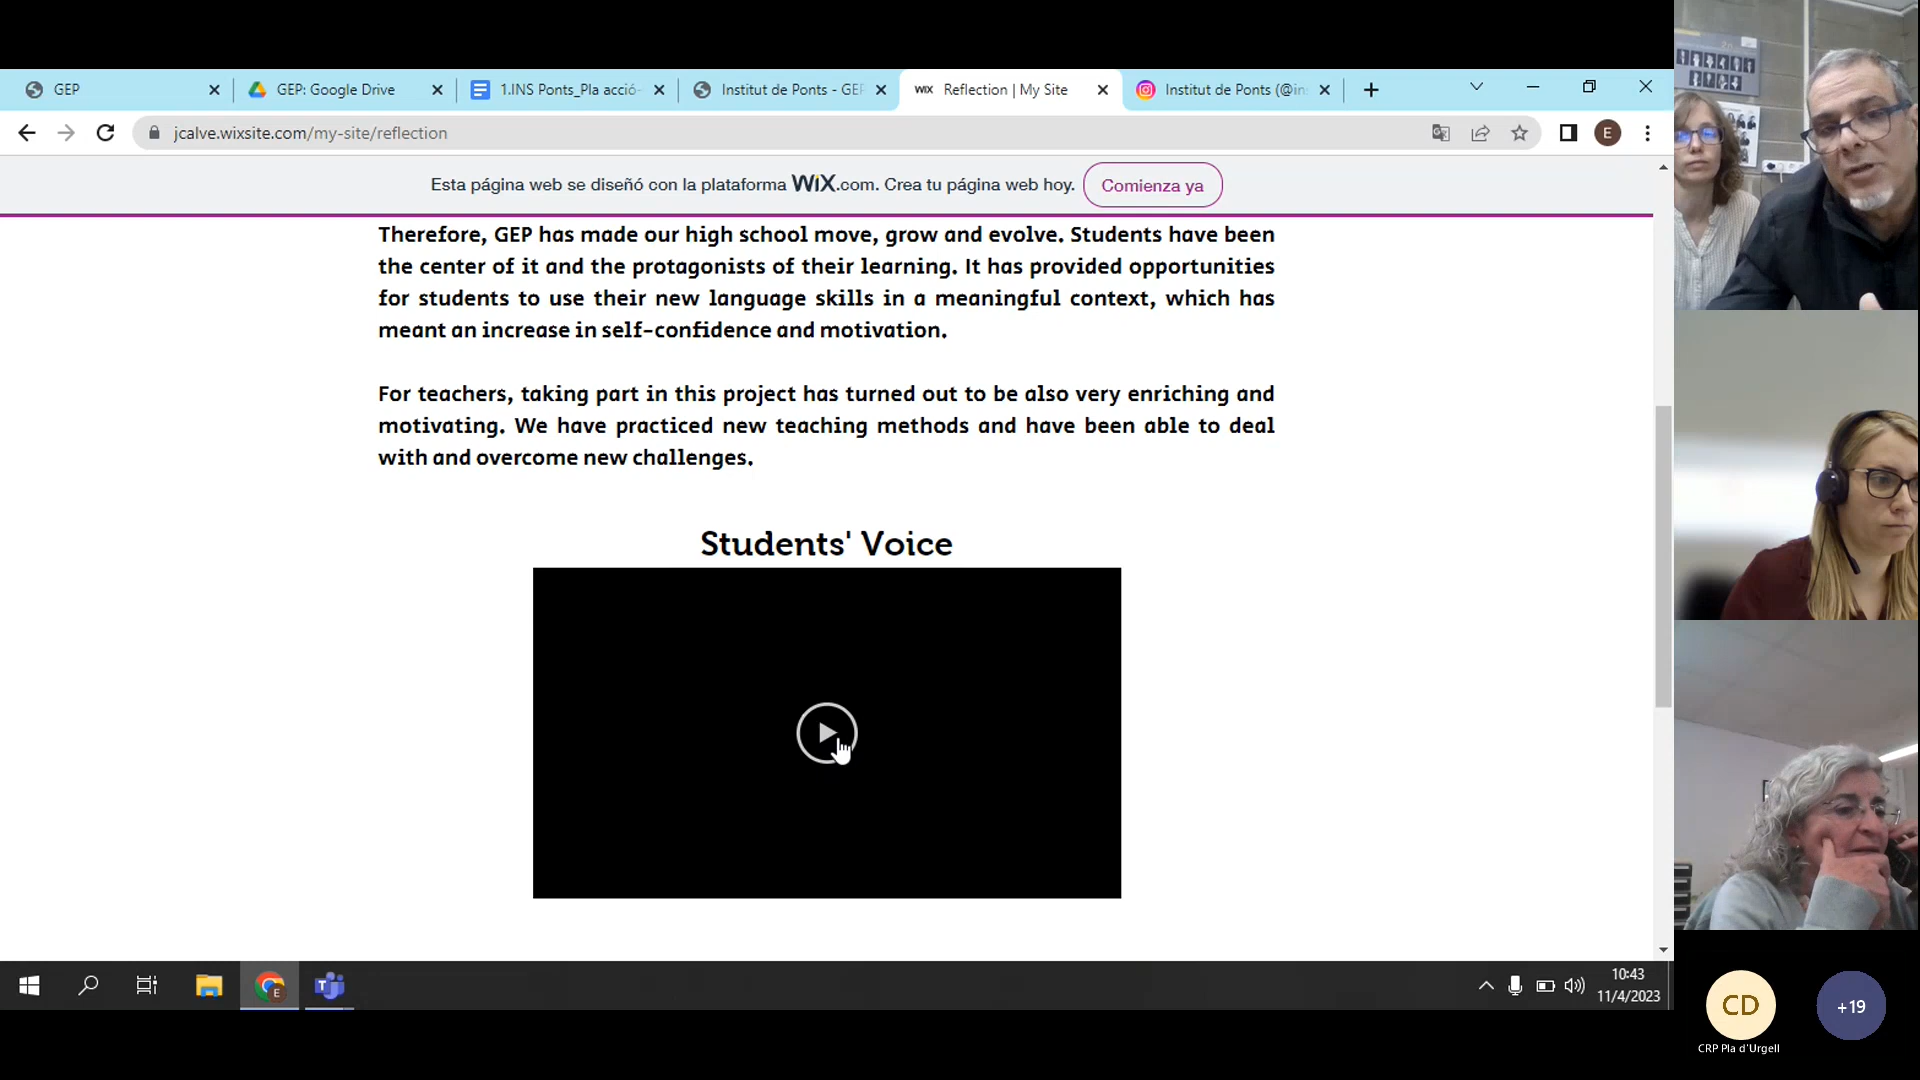 GEP
GEP: Google Drive
1.INS Ponts_Pla acció-
Institut de Ponts - GEP
WiX Reflection | My Site
Institut de Ponts (@in
jcalve.wixsite.com/my-site/reflection
E
Esta página web se diseñó con la plataforma WiX.com. Crea tu página web hoy.
Comienza ya
Therefore, GEP has made our high school move, grow and evolve. Students have been
the center of it and the protagonists of their learning. It has provided opportunities
for students to use their new language skills in a meaningful context, which has
meant an increase in self-confidence and motivation.
For teachers, taking part in this project has turned out to be also very enriching and
motivating. We have practiced new teaching methods and have been able to deal
with and overcome new challenges.
Students' Voice
E
T
10:43
11/4/2023
CD
CRP Pla d'Urgell
+19